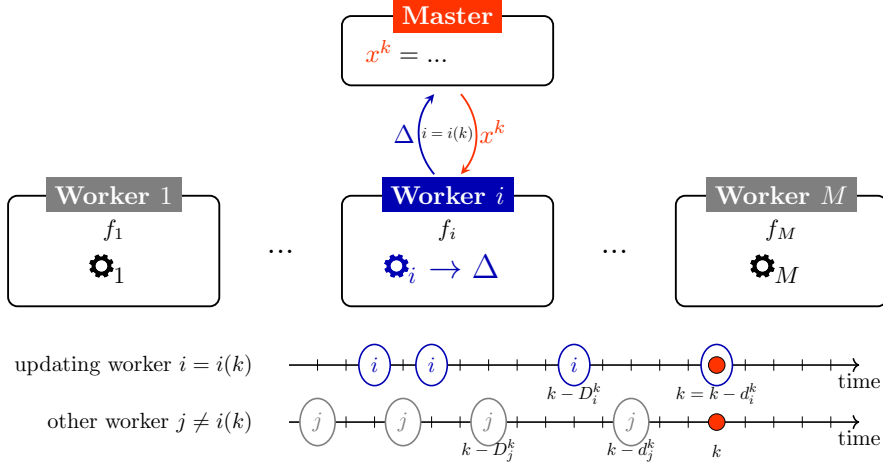 Master
x^k = ...
Δ i = i(k) x^k
Worker 1
Worker i
Worker M
f_1
f_i
f_M
...
...
1
i → Δ
M
updating worker i = i(k)
i i i i
time
k − D_i^k
k = k − d_i^k
other worker j ≠ i(k)
j j j j
time
k − D_j^k
k − d_j^k
k